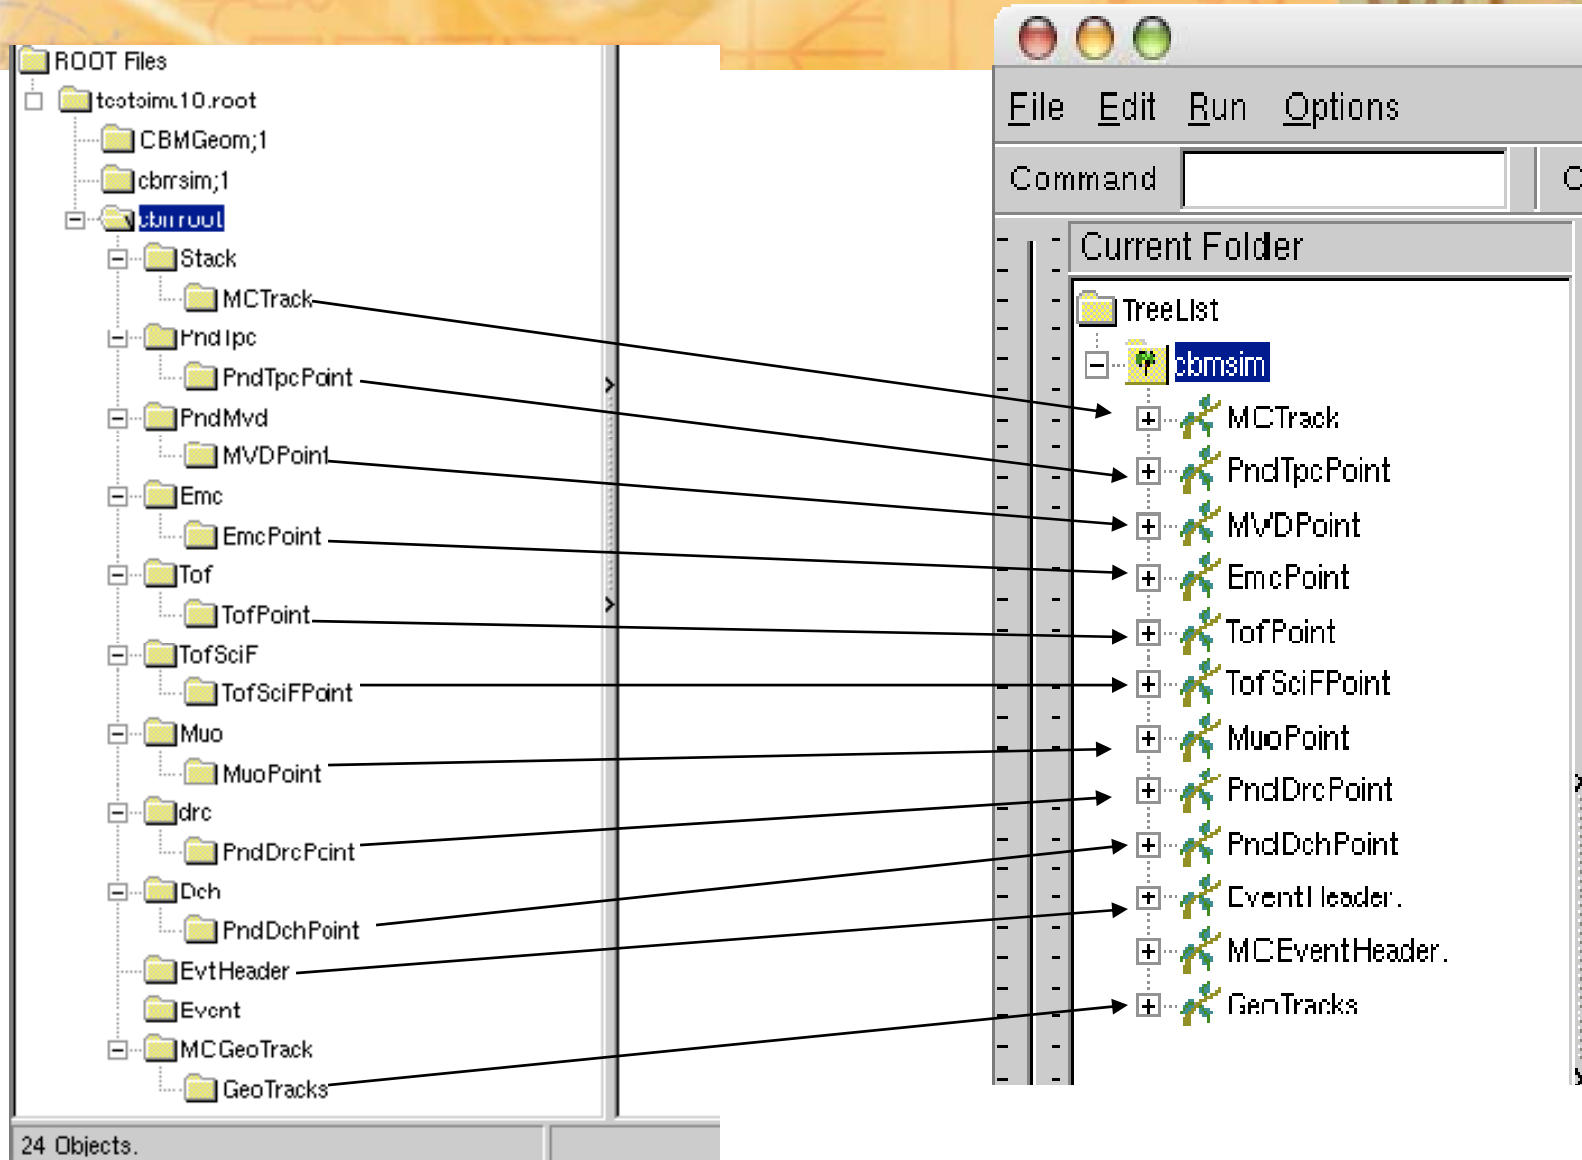 ROOT Files
testsimu10.root
CBMGeom;1
cbmsim;1
cbmroot
Stack
MCTrack
PndTpc
PndTpcPoint
PndMvd
MVDPoint
Emc
EmcPoint
Tof
TofPoint
TofSciF
TofSciFPoint
Muo
MuoPoint
drc
PndDrcPoint
Dch
PndDchPoint
EvtHeader
Event
MCGeoTrack
GeoTracks
24 Objects.
File Edit Run Options
Command
Current Folder
TreeList
cbmsim
MCTrack
PndTpcPoint
MVDPoint
EmcPoint
TofPoint
TofSciFPoint
MuoPoint
PndDrcPoint
PndDchPoint
EventHeader.
MCEventHeader.
GeoTracks